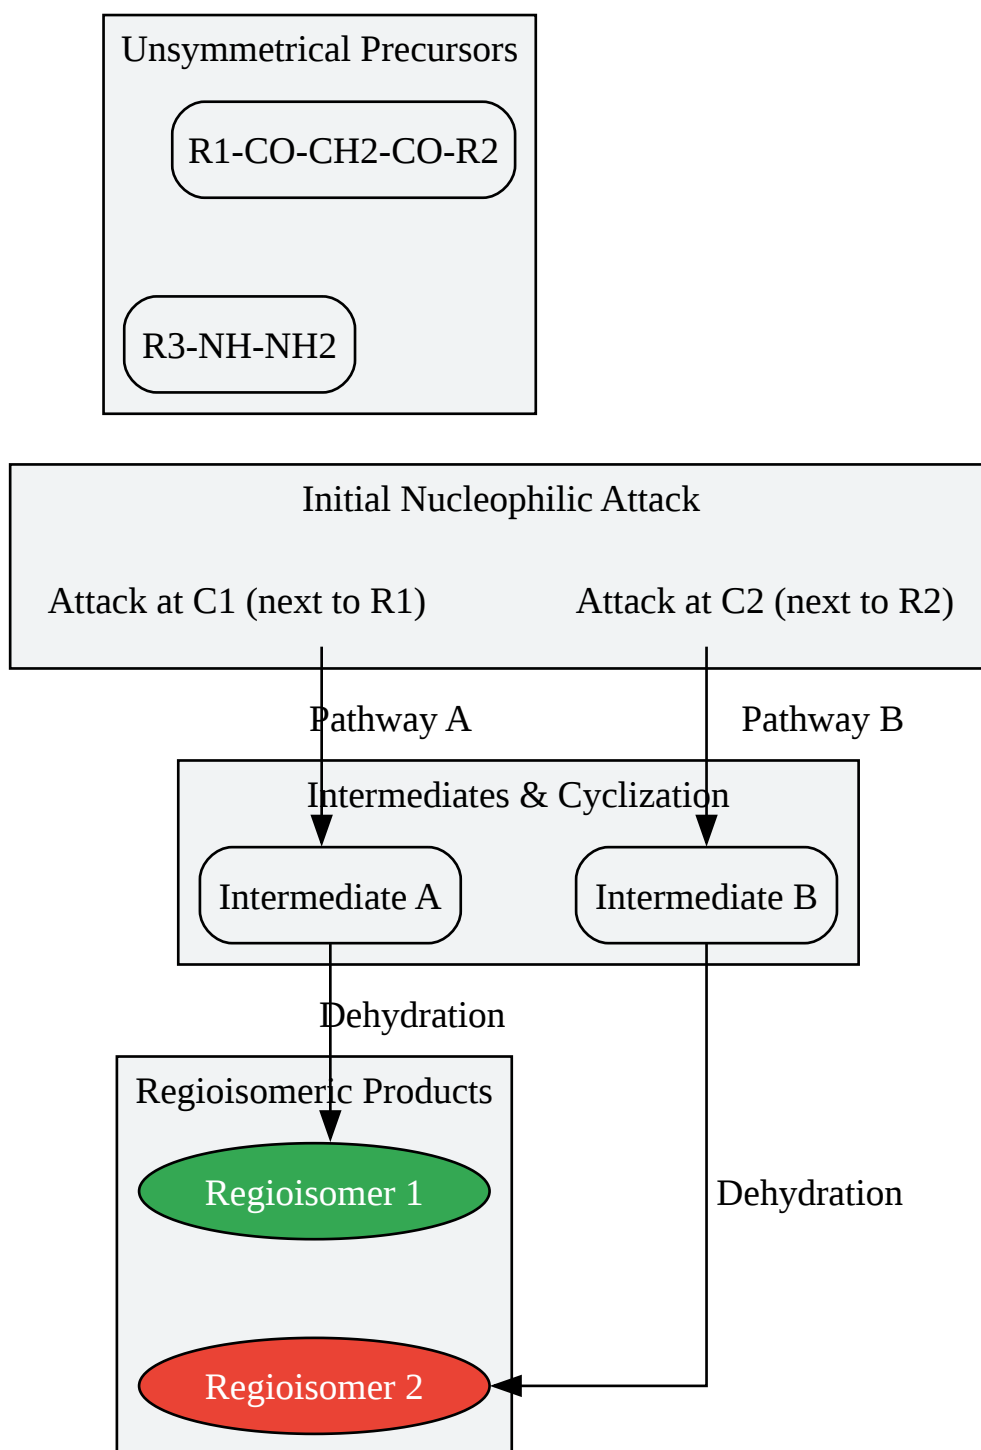 Unsymmetrical Precursors
R1-CO-CH2-CO-R2
R3-NH-NH2
Initial Nucleophilic Attack
Attack at C1 (next to R1)
Attack at C2 (next to R2)
Pathway A
Pathway B
Intermediates & Cyclization
Intermediate A
Intermediate B
Dehydration
Regioisomeric Products
Regioisomer 1
Dehydration
Regioisomer 2